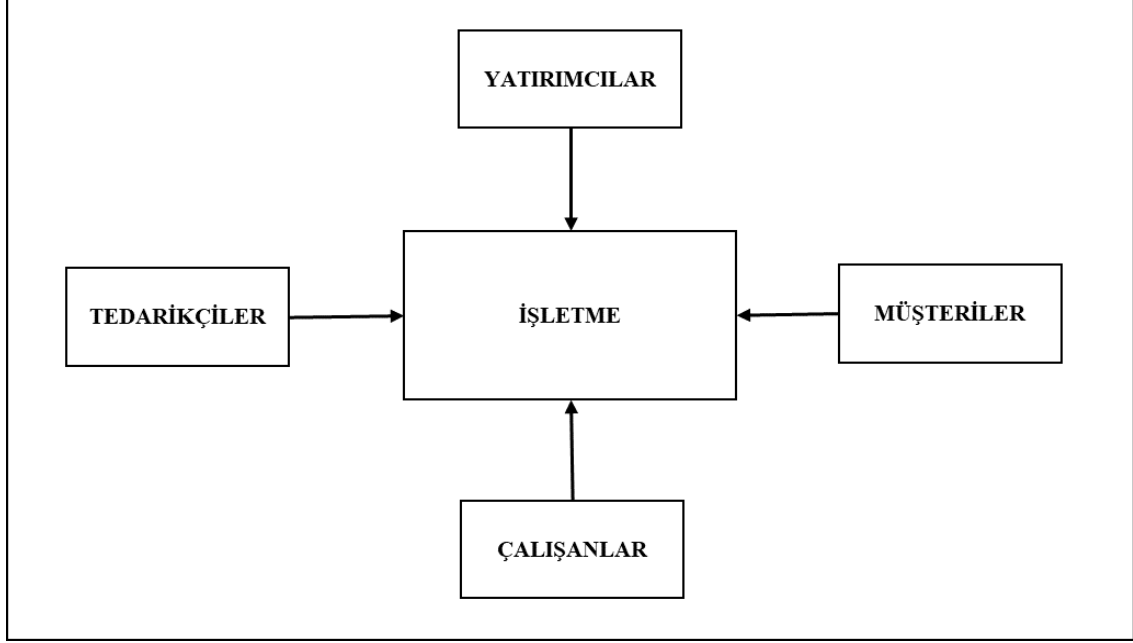 YATIRIMCILAR
TEDARİKÇİLER
İŞLETME
MÜŞTERİLER
ÇALIŞANLAR